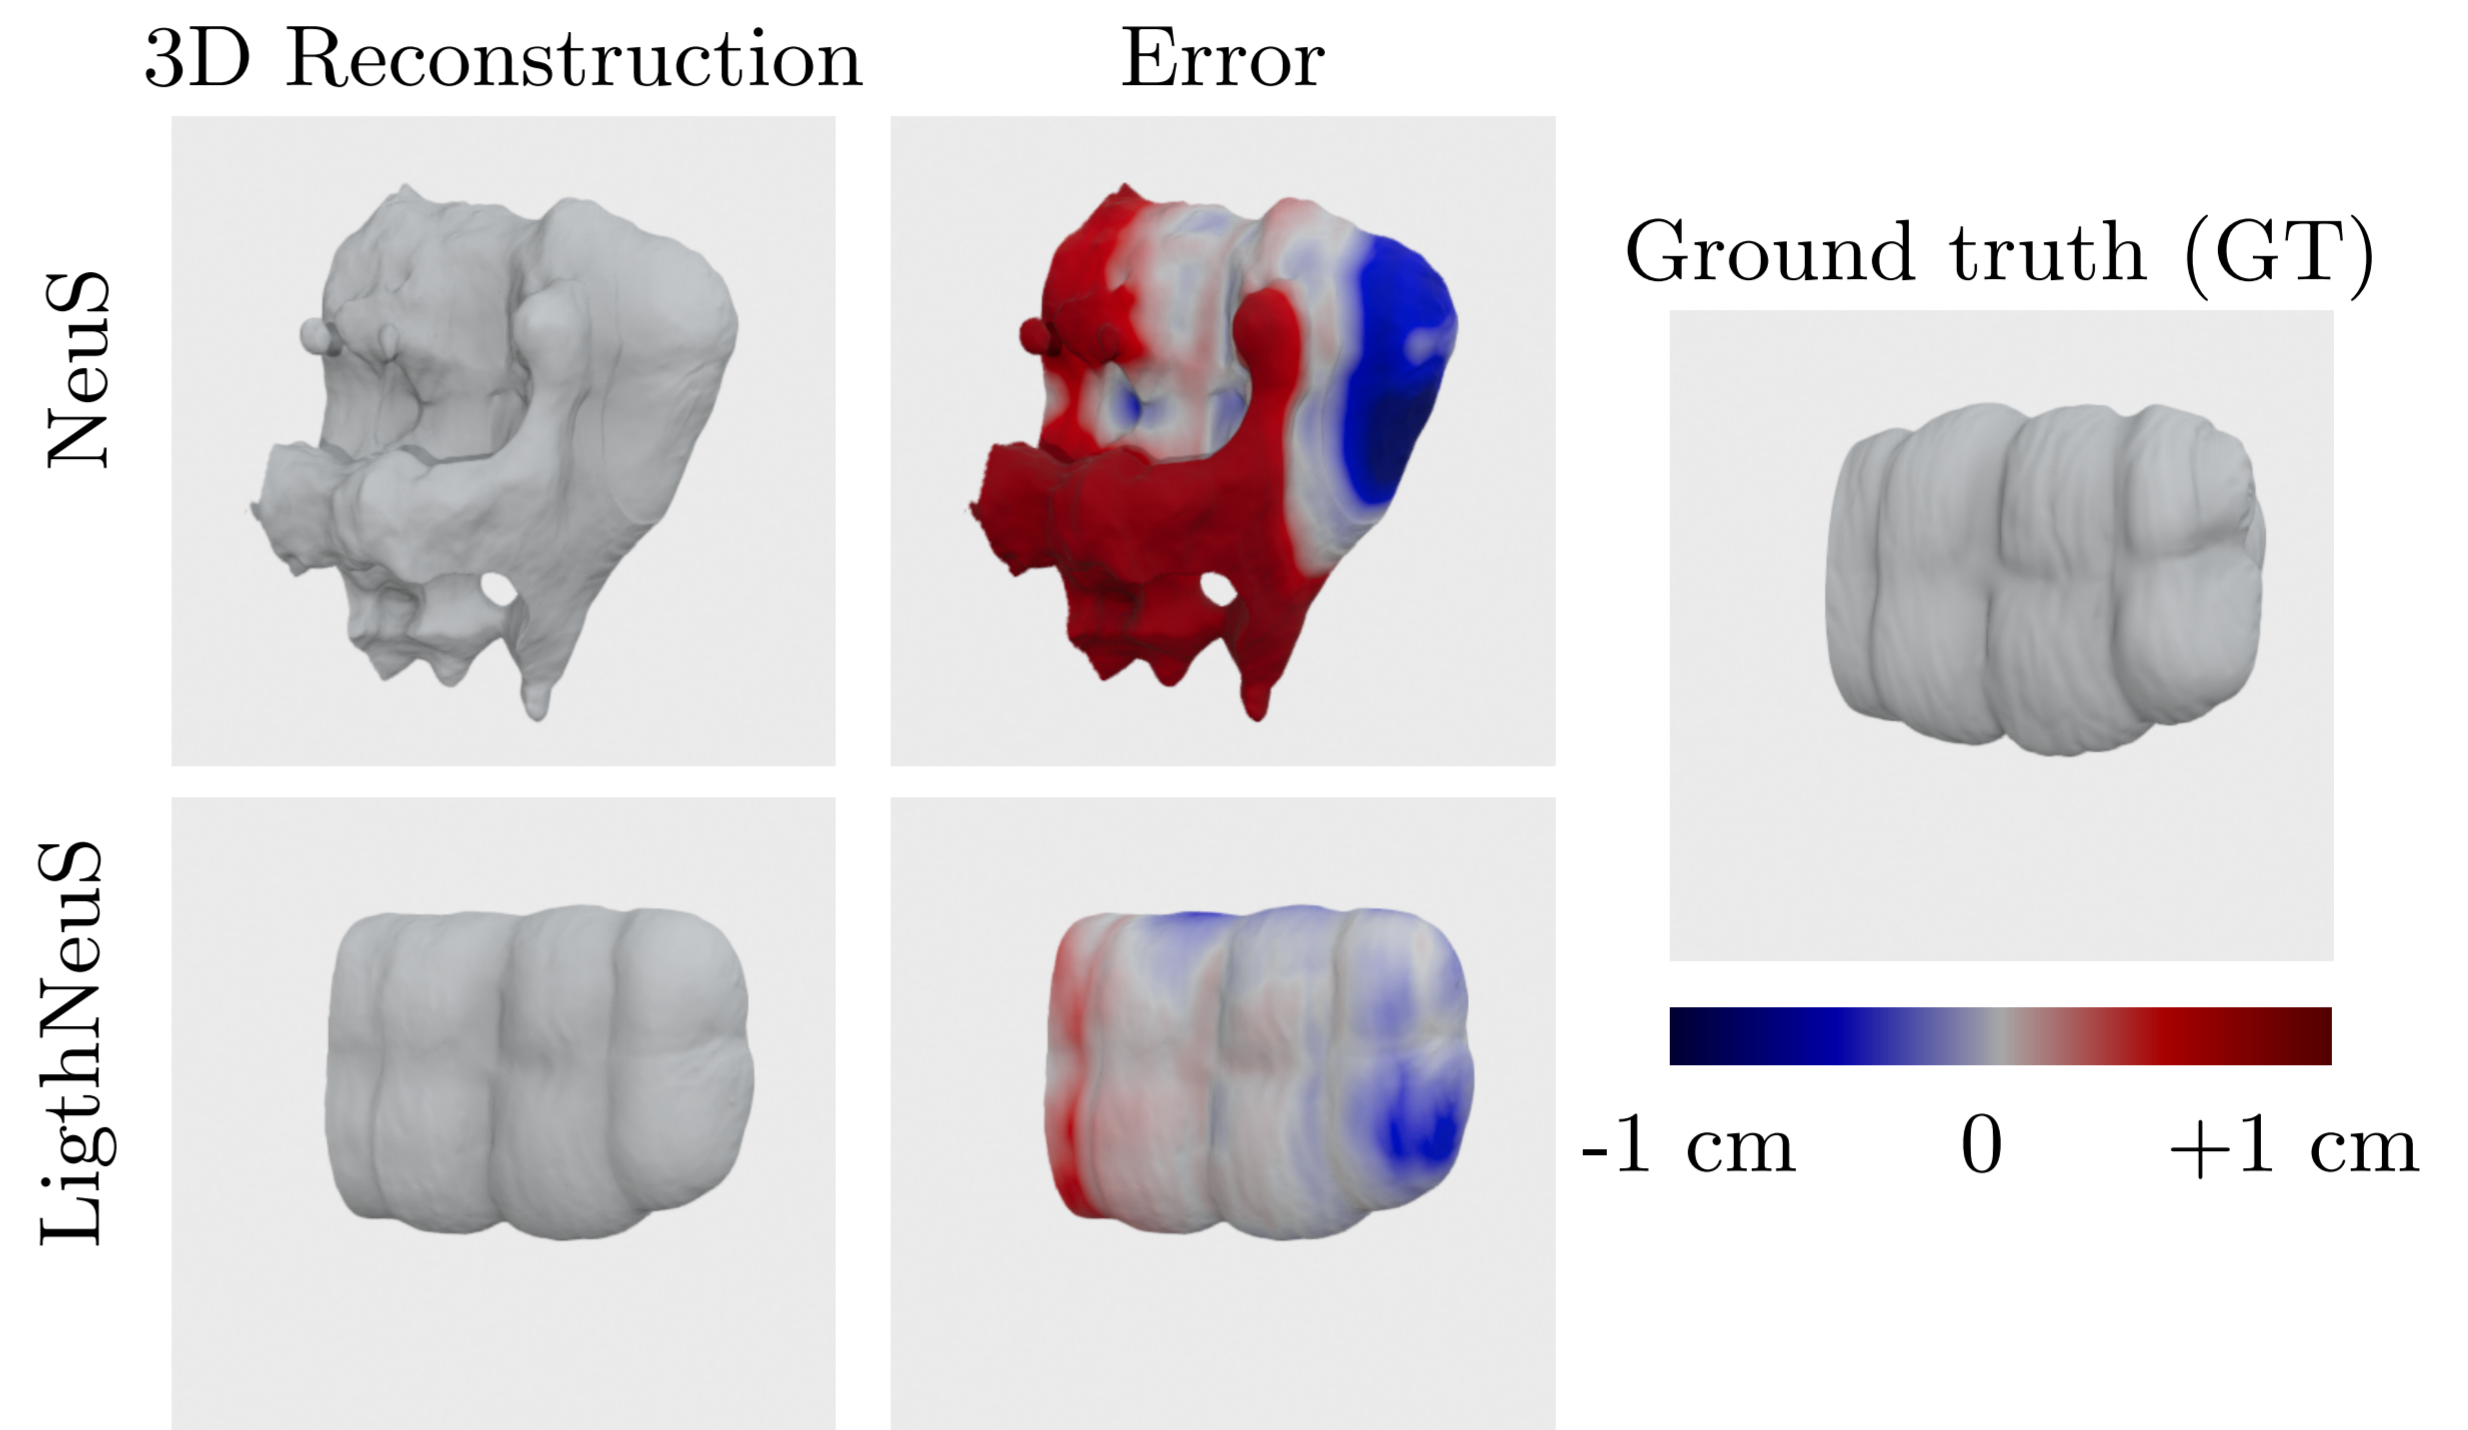 3D Reconstruction
Error
NeuS
Ground truth (GT)
LigthNeuS
-1 cm
0
+1 cm